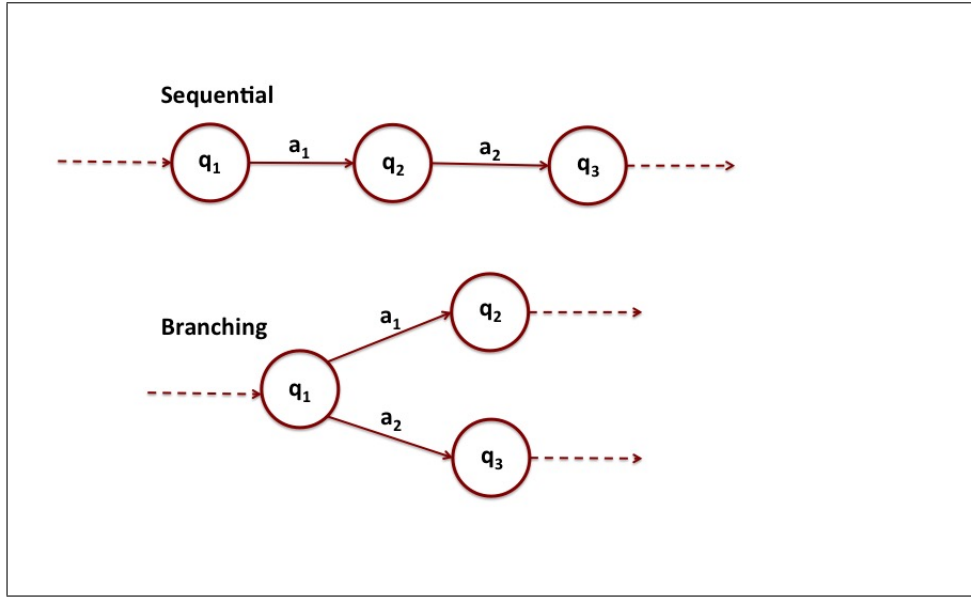 Sequential
q1 a1 q2 a2 q3
Branching
a1 q2
q1
a2 q3